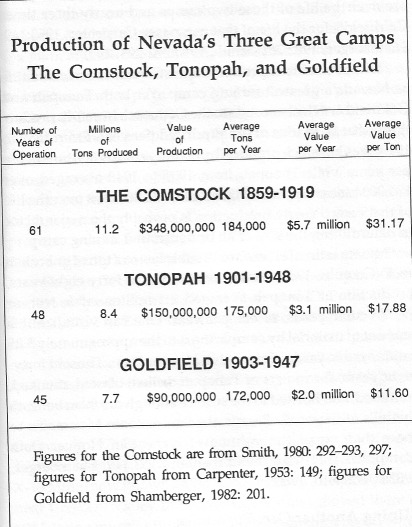 Production of Nevada's Three Great Camps
The Comstock, Tonopah, and Goldfield
Number of Years of Operation Millions of Tons Produced Value of Production Average Tons per Year Average Value per Year Average Value per Ton
THE COMSTOCK 1859-1919
61 11.2 $348,000,000 184,000 $5.7 million $31.17
TONOPAH 1901-1948
48 8.4 $150,000,000 175,000 $3.1 million $17.88
GOLDFIELD 1903-1947
45 7.7 $90,000,000 172,000 $2.0 million $11.60
Figures for the Comstock are from Smith, 1980: 292–293, 297;
figures for Tonopah from Carpenter, 1953: 149; figures for
Goldfield from Shamberger, 1982: 201.